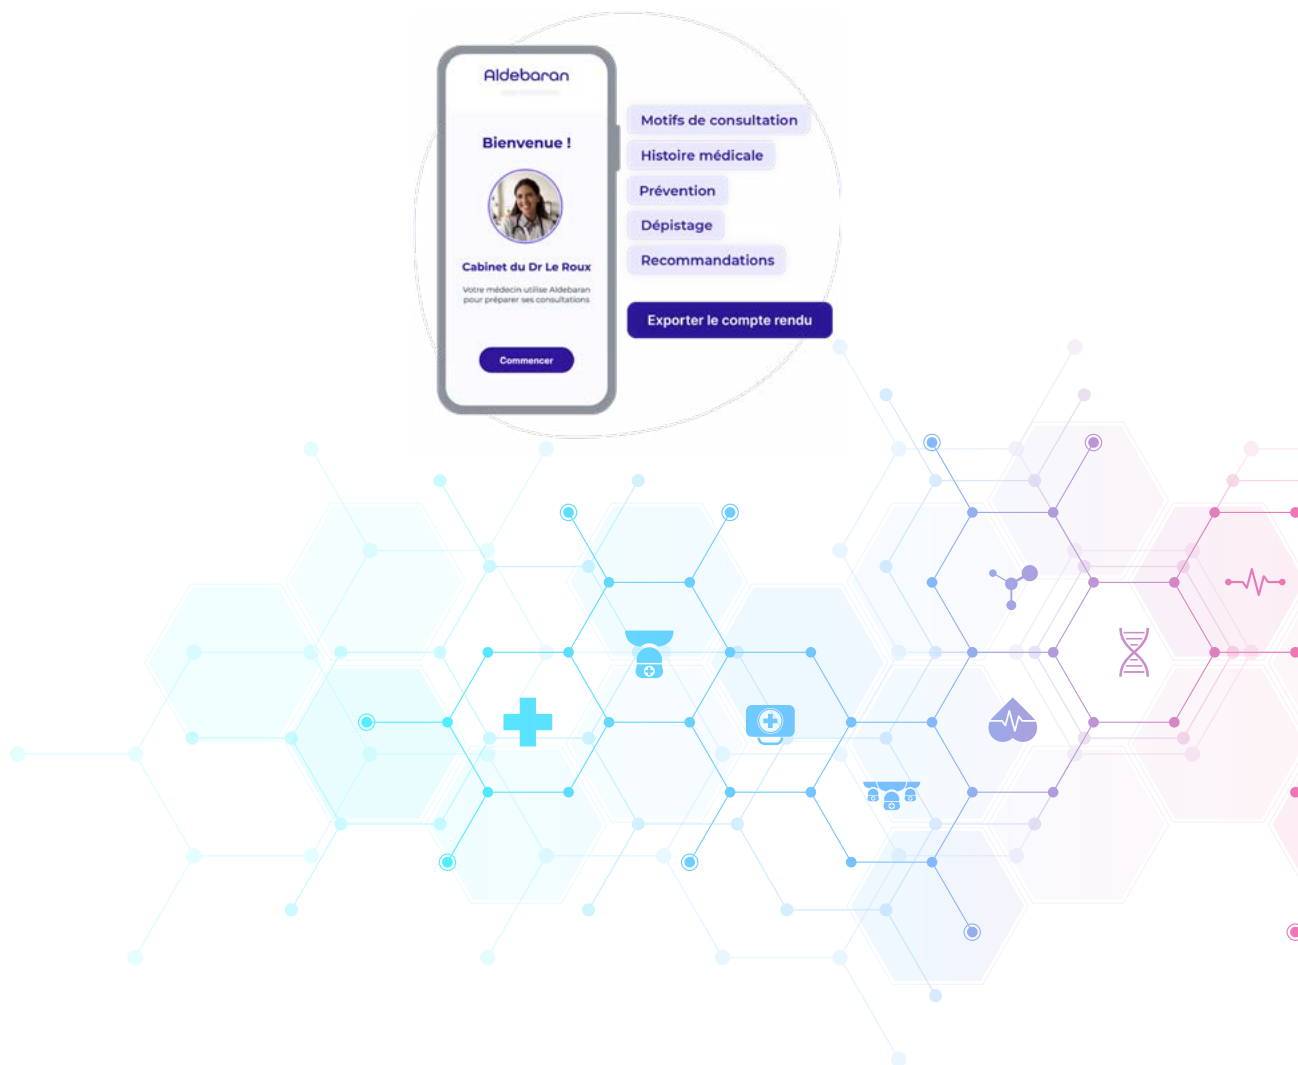 Aldebaran
Bienvenue !
Cabinet du Dr Le Roux
Votre médecin utilise Aldebaran
pour préparer ses consultations
Commencer
Motifs de consultation
Histoire médicale
Prévention
Dépistage
Recommandations
Exporter le compte rendu